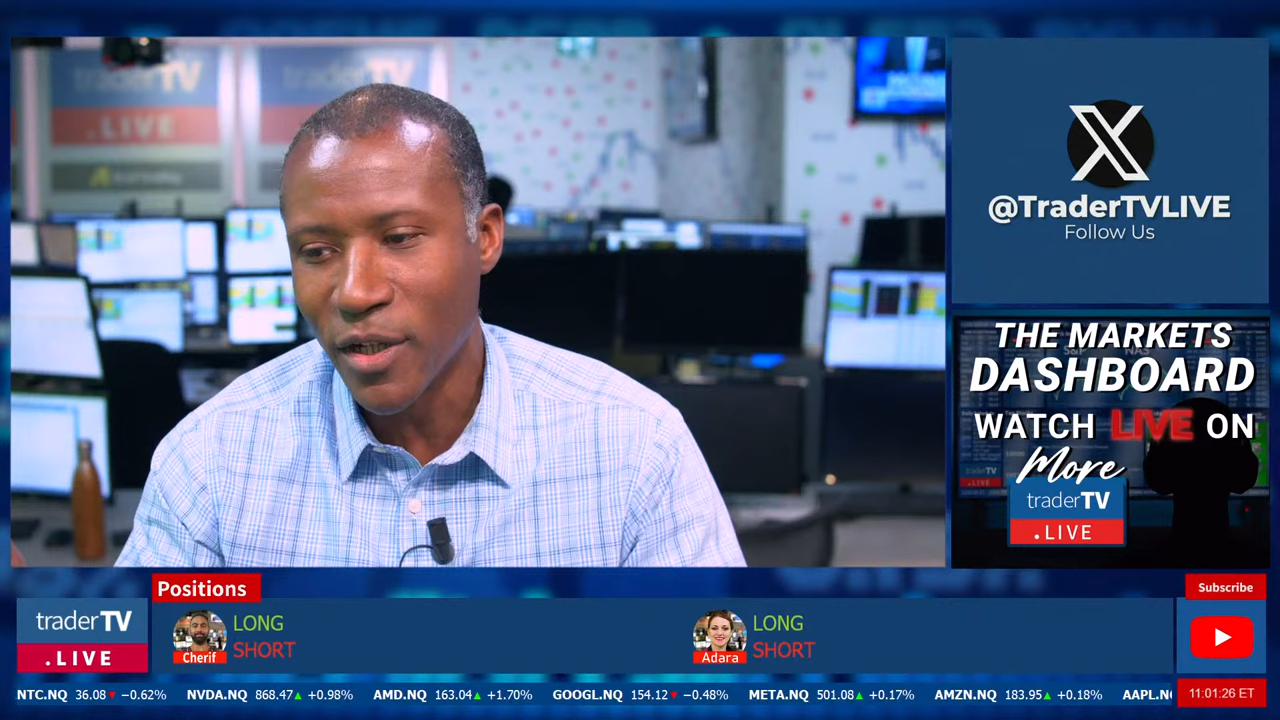 traderTV
.LIVE
traderTV
@TraderTVLIVE
Follow Us
THE MARKETS
DASHBOARD
WATCH LIVE ON
More
traderTV
.LIVE
Positions
Subscribe
traderTV
.LIVE
Cherif
LONG
SHORT
Adara
LONG
SHORT
NTC.NQ 36.08▼ −0.62% NVDA.NQ 868.47▲ +0.98% AMD.NQ 163.04▲ +1.70% GOOGL.NQ 154.12▼ −0.48% META.NQ 501.08▲ +0.17% AMZN.NQ 183.95▲ +0.18% AAPL.N
11:01:26 ET